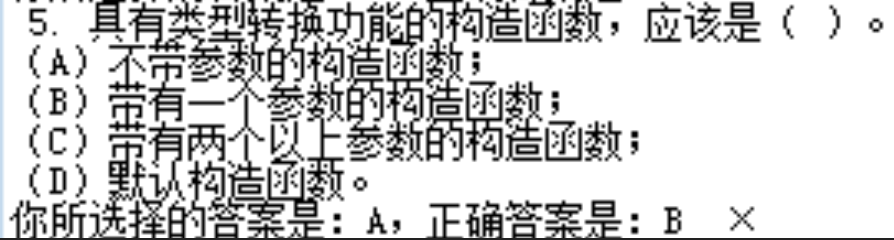 5. 具有类型转换功能的构造函数，应该是（ ）。
(A) 不带参数的构造函数；
(B) 带有一个参数的构造函数；
(C) 带有两个以上参数的构造函数；
(D) 默认构造函数。
你所选择的答案是：A，正确答案是：B ×